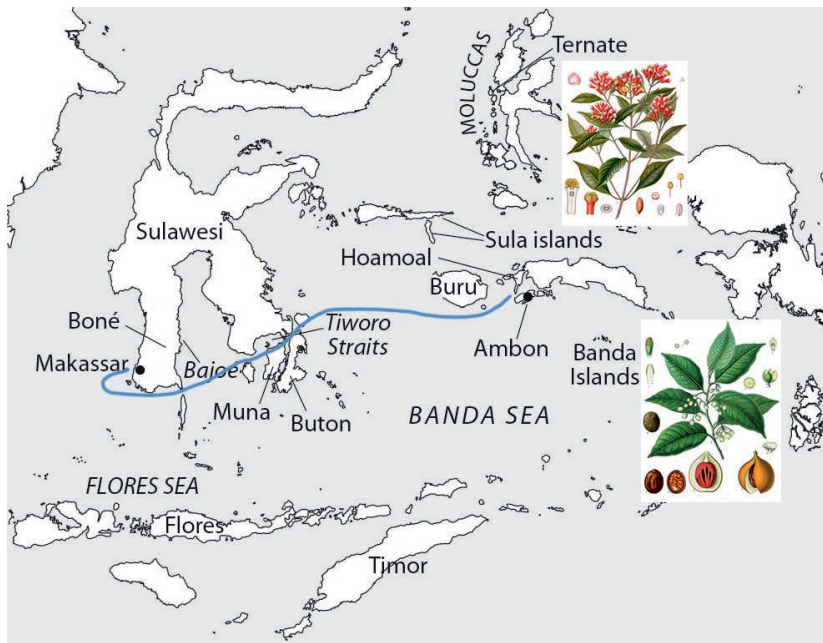 MOLUCCAS
Ternate
Sulawesi
Sula islands
Hoamoal
Buru
Boné
Tiworo
Straits
Makassar
Bajoe
Ambon
Banda
Islands
Muna
Buton
BANDA SEA
FLORES SEA
Flores
Timor